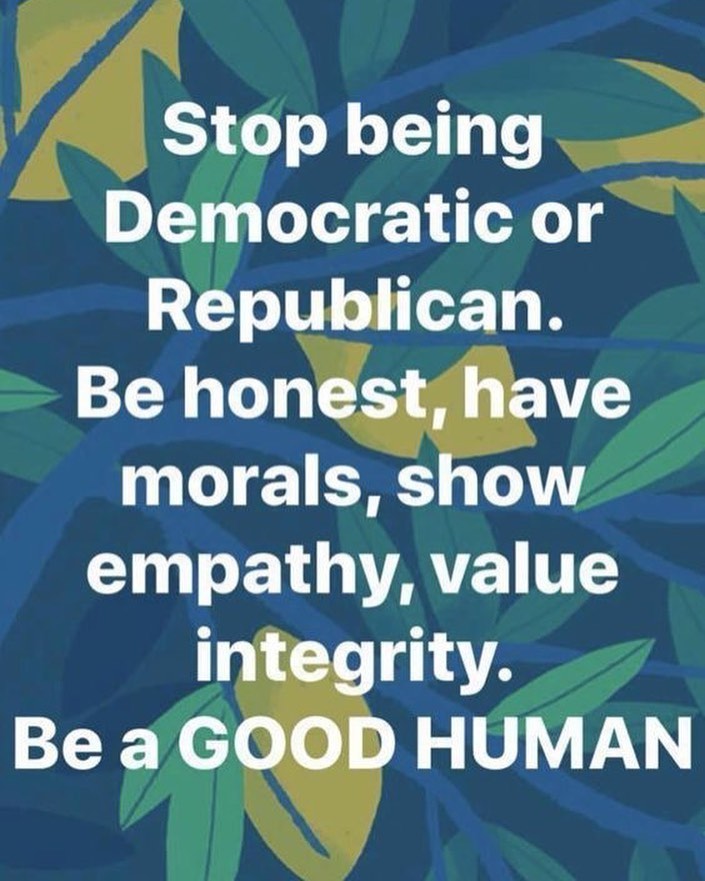 Stop being
Democratic or
Republican.
Be honest, have
morals, show
empathy, value
integrity.
Be a GOOD HUMAN